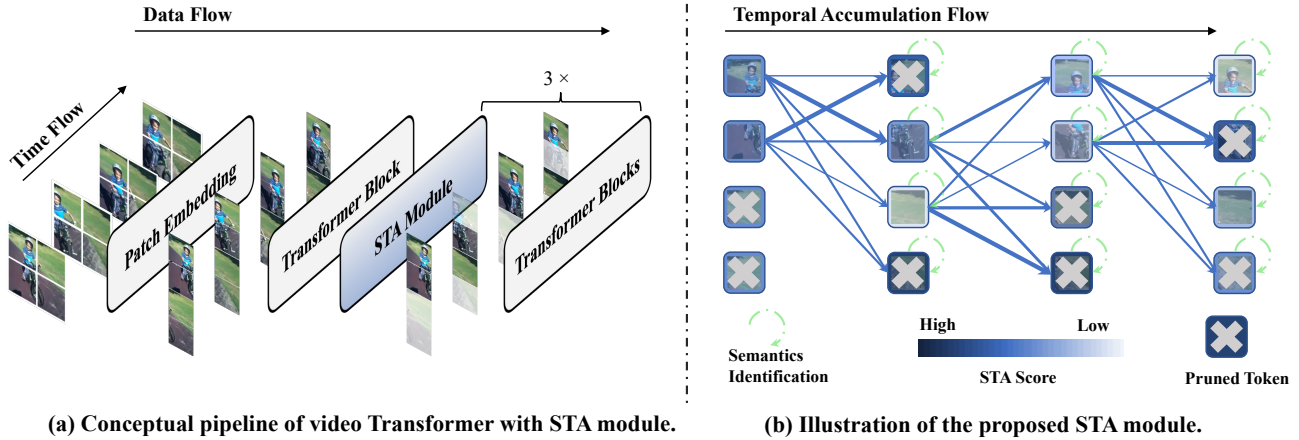 Data Flow
Time Flow
Patch Embedding
Transformer Block
STA Module
3 ×
Transformer Blocks
(a) Conceptual pipeline of video Transformer with STA module.
Temporal Accumulation Flow
Semantics
Identification
High
Low
STA Score
Pruned Token
(b) Illustration of the proposed STA module.